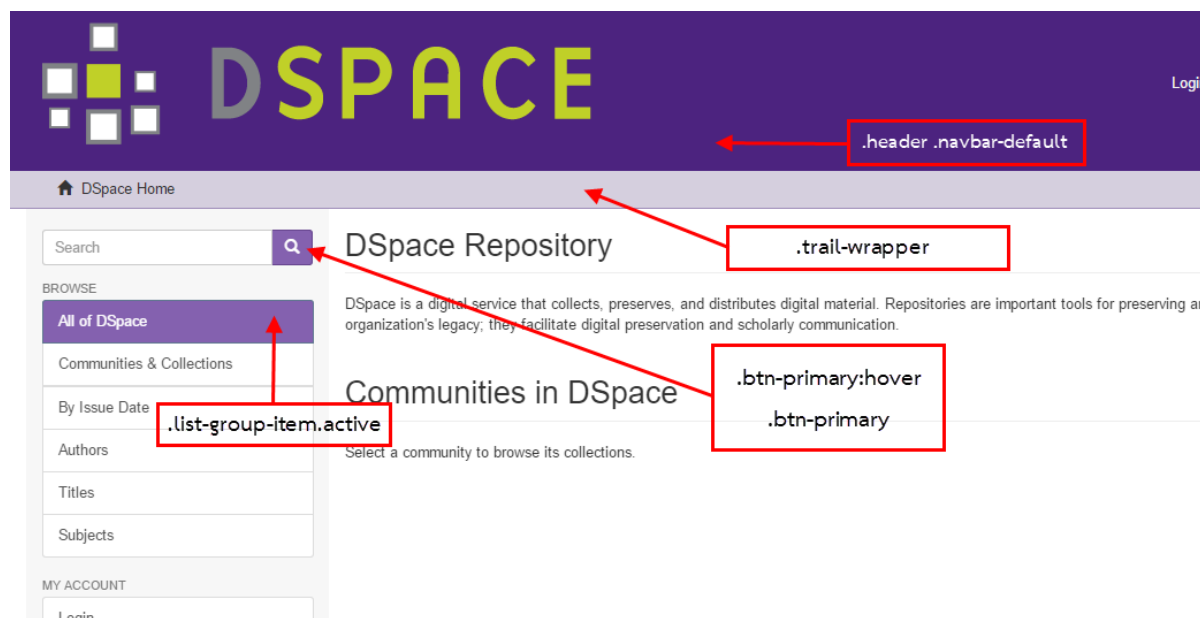 DSPACE
Logi
.header .navbar-default
DSpace Home
Search
DSpace Repository
.trail-wrapper
BROWSE
All of DSpace
DSpace is a digital service that collects, preserves, and distributes digital material. Repositories are important tools for preserving an
organization's legacy; they facilitate digital preservation and scholarly communication.
Communities & Collections
Communities in DSpace
.btn-primary:hover
.btn-primary
By Issue Date
.list-group-item.active
Authors
Select a community to browse its collections.
Titles
Subjects
MY ACCOUNT
Login